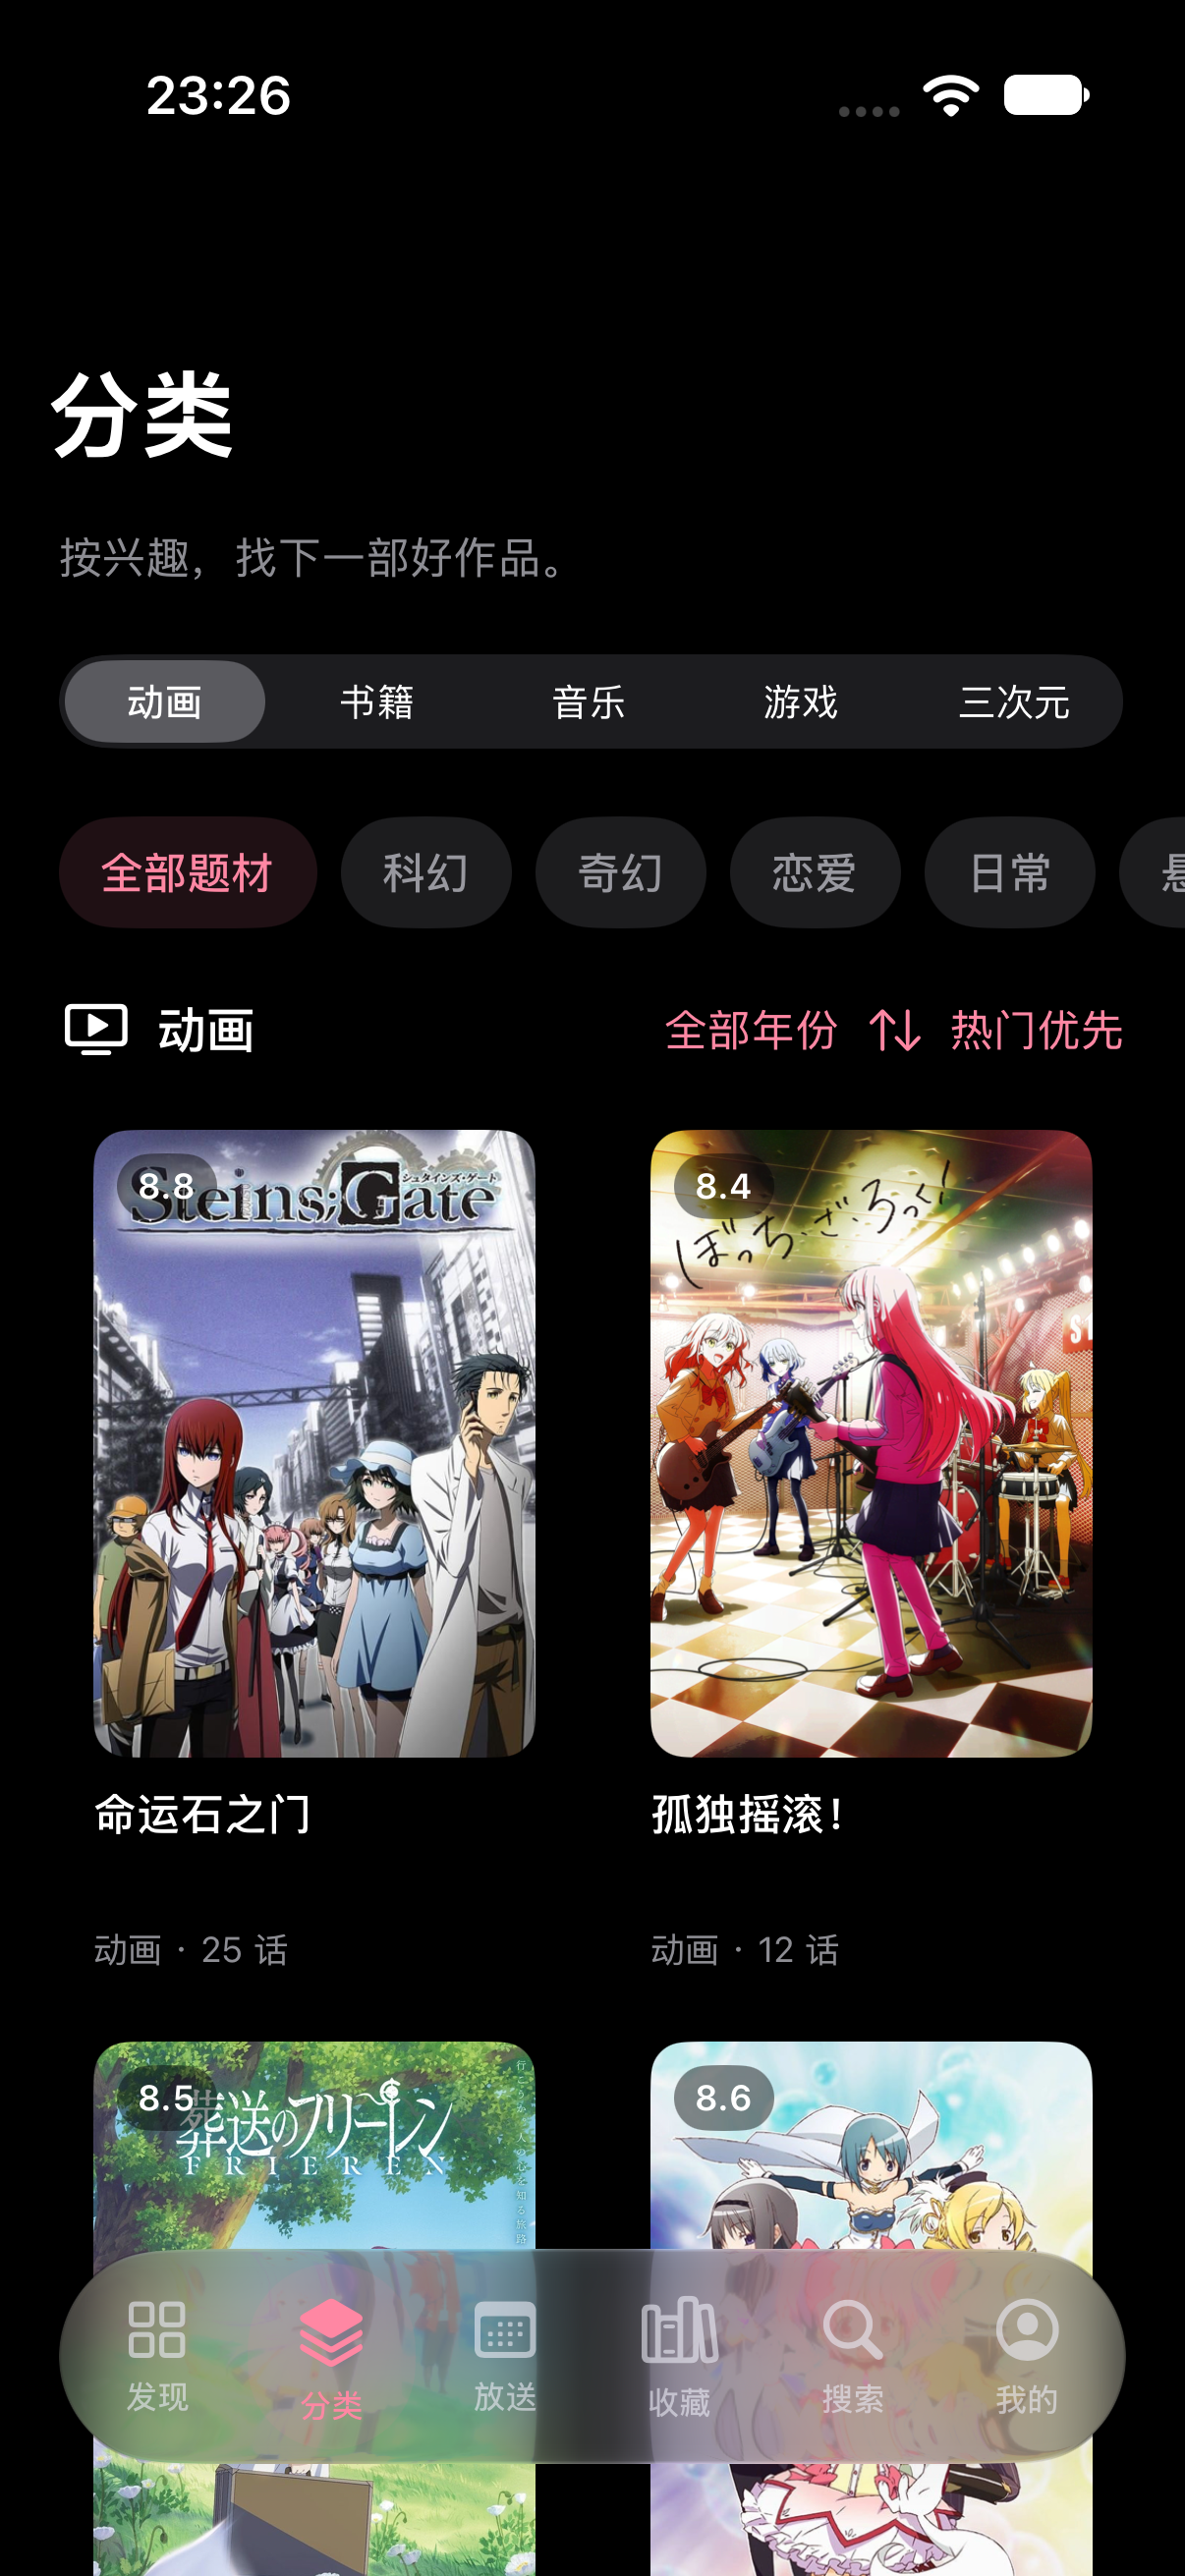 23:26
分类
按兴趣，找下一部好作品。
动画 书籍 音乐 游戏 三次元
全部题材 科幻 奇幻 恋爱 日常
动画 全部年份 热门优先
8.8
Steins;Gate
シュタインズ・ゲート
8.4
ぼっち・ざ・ろっく!
命运石之门
孤独摇滚！
动画 · 25 话
动画 · 12 话
8.5
葬送のフリーレン
FRIEREN
8.6
发现 分类 放送 收藏 搜索 我的